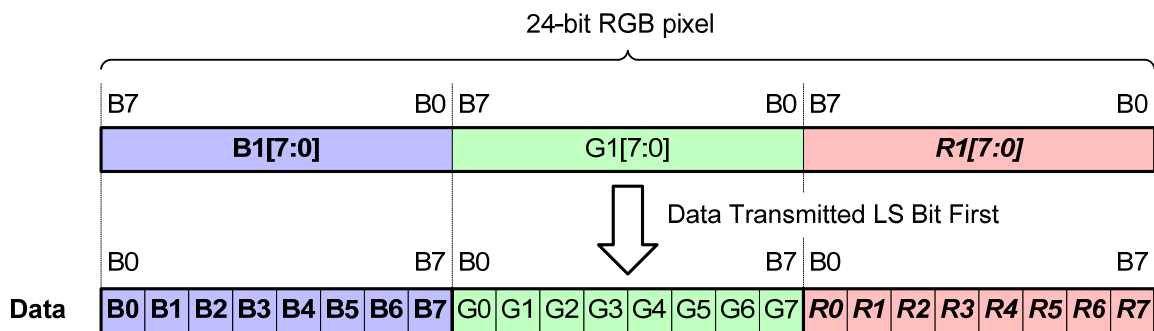 24-bit RGB pixel
B7 B0 B7 B0 B7 B0
B1[7:0] G1[7:0] R1[7:0]
Data Transmitted LS Bit First
B0 B7 B0 B7 B0 B7
Data B0 B1 B2 B3 B4 B5 B6 B7 G0 G1 G2 G3 G4 G5 G6 G7 R0 R1 R2 R3 R4 R5 R6 R7